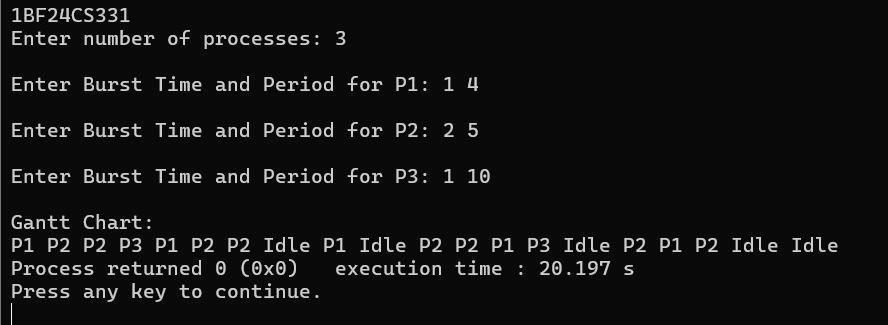 1BF24CS331
Enter number of processes: 3
Enter Burst Time and Period for P1: 1 4
Enter Burst Time and Period for P2: 2 5
Enter Burst Time and Period for P3: 1 10
Gantt Chart:
P1 P2 P2 P3 P1 P2 P2 Idle P1 Idle P2 P2 P1 P3 Idle P2 P1 P2 Idle Idle
Process returned 0 (0x0)   execution time : 20.197 s
Press any key to continue.